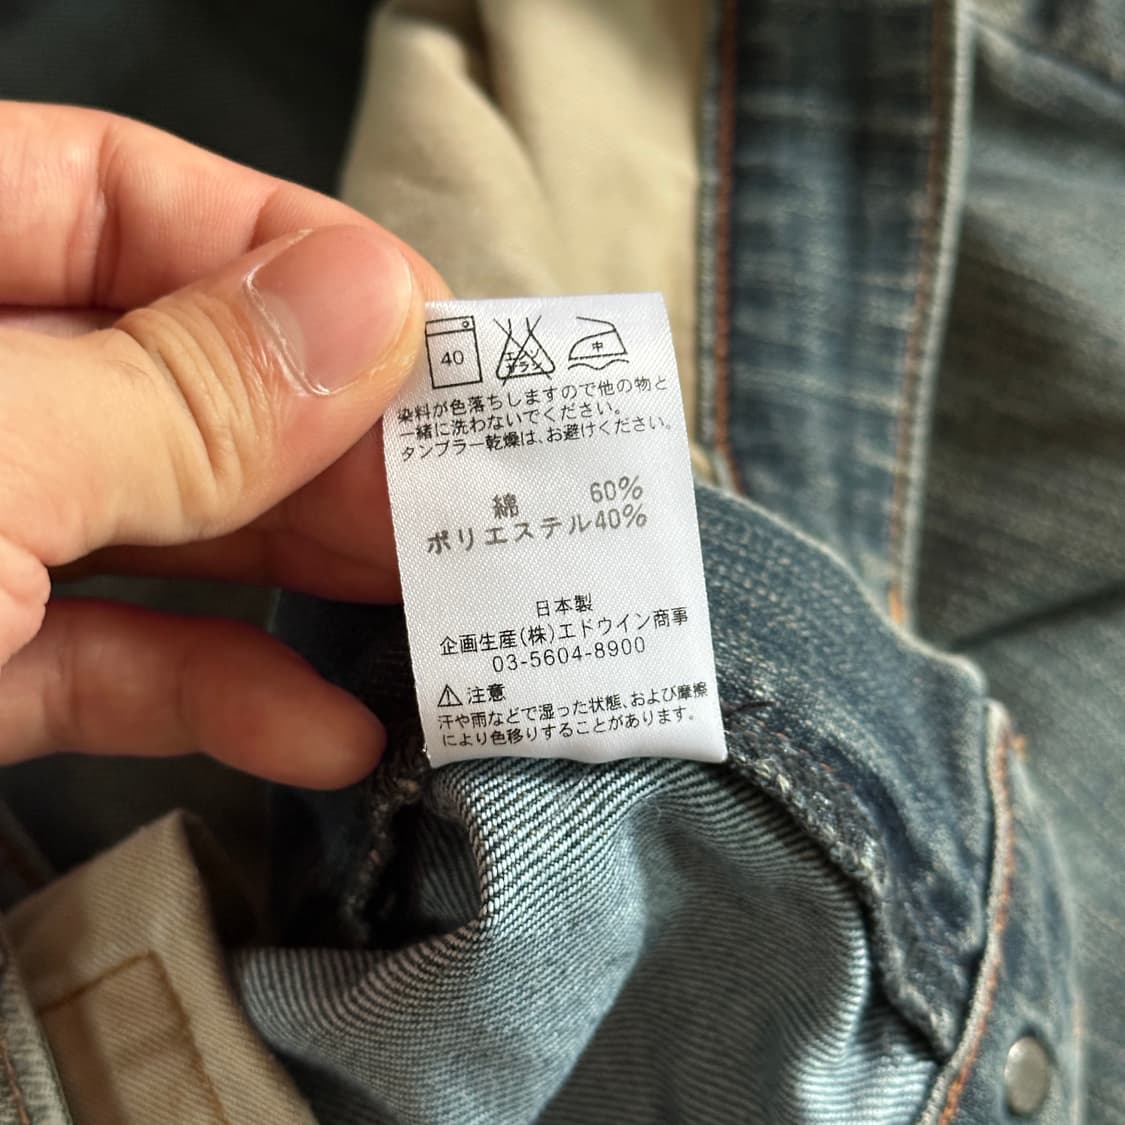 40
エンソ
サラシ
中
染料が色落ちしますので他の物と
一緒に洗わないでください。
タンブラー乾燥は、お避けください。
綿 60%
ポリエステル40%
日本製
企画生産(株)エドウイン商事
03-5604-8900
注意
汗や雨などで湿った状態、および摩擦
により色移りすることがあります。